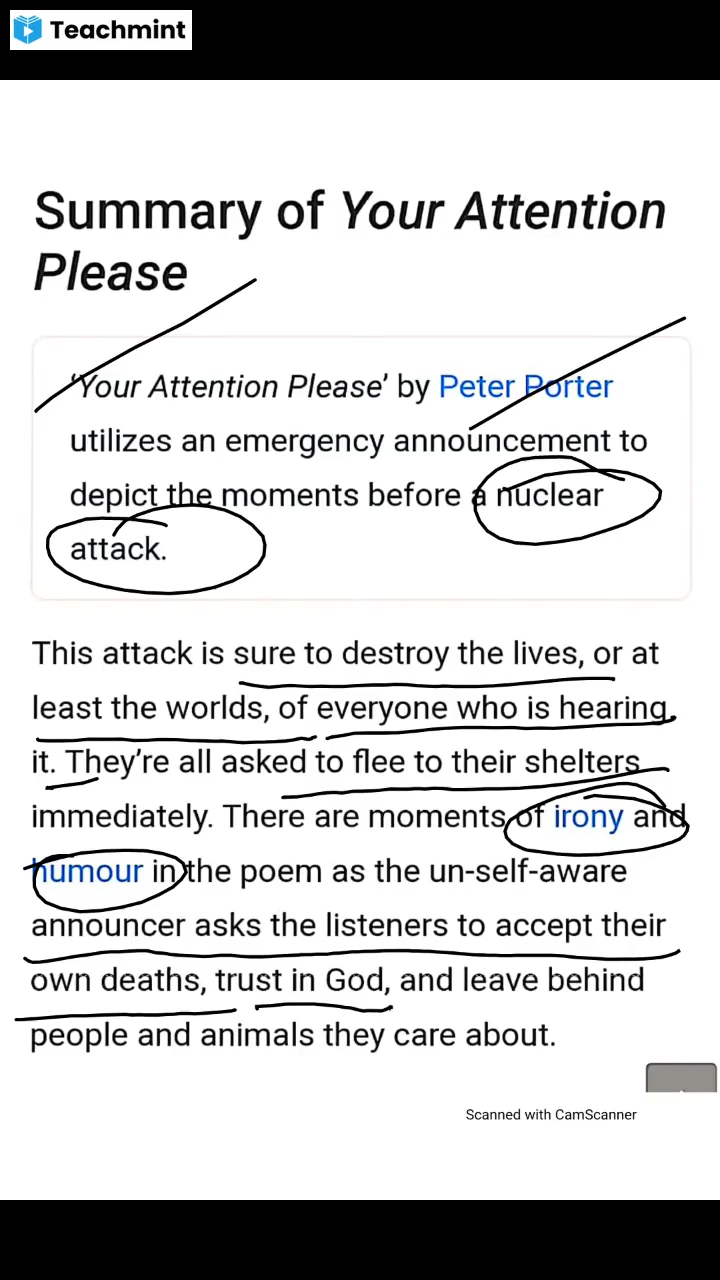 Teachmint
Summary of Your Attention
Please
‘Your Attention Please’ by Peter Porter
utilizes an emergency announcement to
depict the moments before a nuclear
attack.
This attack is sure to destroy the lives, or at
least the worlds, of everyone who is hearing
it. They’re all asked to flee to their shelters
immediately. There are moments of irony and
humour in the poem as the un-self-aware
announcer asks the listeners to accept their
own deaths, trust in God, and leave behind
people and animals they care about.
Scanned with CamScanner